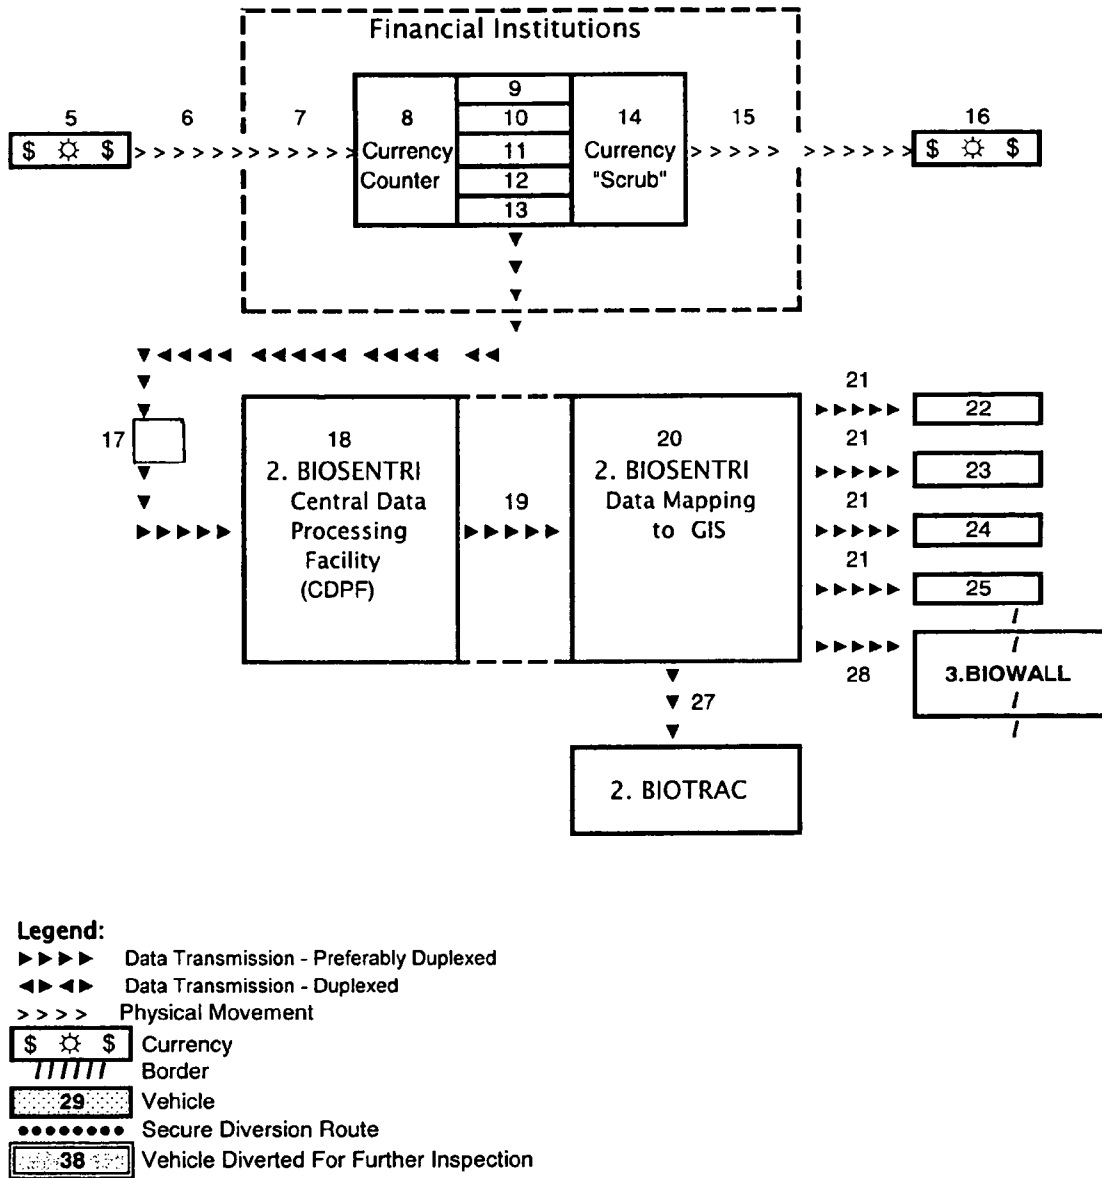 Financial Institutions
5 6 7 8 9 14 15 16
10
$ ☼ $ Currency 11 Currency $ ☼ $
Counter 12 "Scrub"
13
21
22
17 18 20 21
2. BIOSENTRI 2. BIOSENTRI 23
Central Data 19 Data Mapping 21
Processing to GIS 24
Facility 21
(CDPF) 25
28 3.BIOWALL
27
2. BIOTRAC
Legend:
Data Transmission - Preferably Duplexed
Data Transmission - Duplexed
> > > > Physical Movement
$ ☼ $ Currency
Border
29 Vehicle
Secure Diversion Route
38 Vehicle Diverted For Further Inspection